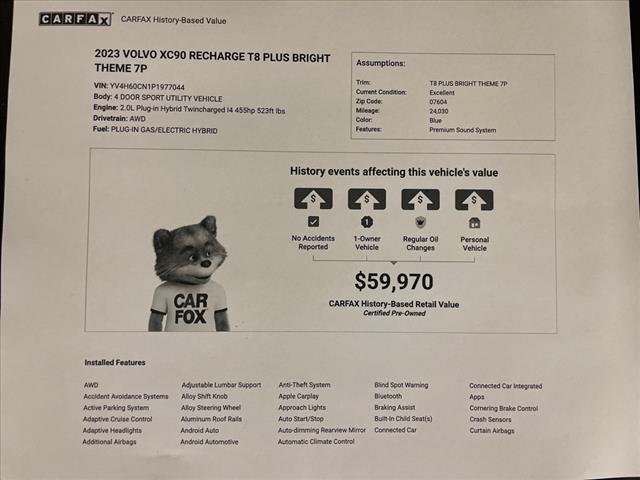 CARFAX CARFAX History-Based Value
2023 VOLVO XC90 RECHARGE T8 PLUS BRIGHT
THEME 7P
VIN: YV4H60CN1P1977044
Body: 4 DOOR SPORT UTILITY VEHICLE
Engine: 2.0L Plug-in Hybrid Twincharged I4 455hp 523ft lbs
Drivetrain: AWD
Fuel: PLUG-IN GAS/ELECTRIC HYBRID
Assumptions:
Trim: T8 PLUS BRIGHT THEME 7P
Current Condition: Excellent
Zip Code: 07604
Mileage: 24,030
Color: Blue
Features: Premium Sound System
History events affecting this vehicle's value
$ $ $ $
1
No Accidents
Reported
1-Owner
Vehicle
Regular Oil
Changes
Personal
Vehicle
$59,970
CARFAX History-Based Retail Value
Certified Pre-Owned
CAR
FOX
Installed Features
AWD
Accident Avoidance Systems
Active Parking System
Adaptive Cruise Control
Adaptive Headlights
Additional Airbags
Adjustable Lumbar Support
Alloy Shift Knob
Alloy Steering Wheel
Aluminum Roof Rails
Android Auto
Android Automotive
Anti-Theft System
Apple Carplay
Approach Lights
Auto Start/Stop
Auto-dimming Rearview Mirror
Automatic Climate Control
Blind Spot Warning
Bluetooth
Braking Assist
Built-In Child Seat(s)
Connected Car
Connected Car Integrated
Apps
Cornering Brake Control
Crash Sensors
Curtain Airbags